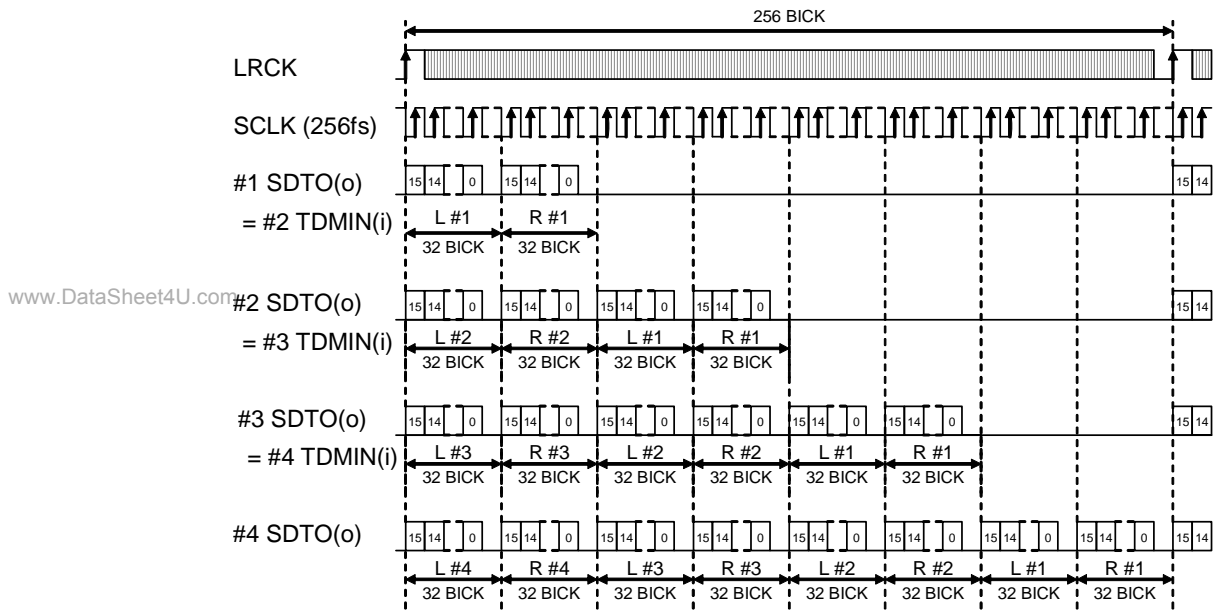 256 BICK
LRCK
SCLK (256fs)
#1 SDTO(o)
15 14 0 15 14 0 15 14
= #2 TDMIN(i)
L #1 R #1
32 BICK 32 BICK
www.DataSheet4U.com
#2 SDTO(o)
15 14 0 15 14 0 15 14 0 15 14 0 15 14
= #3 TDMIN(i)
L #2 R #2 L #1 R #1
32 BICK 32 BICK 32 BICK 32 BICK
#3 SDTO(o)
15 14 0 15 14 0 15 14 0 15 14 0 15 14 0 15 14 0 15 14
= #4 TDMIN(i)
L #3 R #3 L #2 R #2 L #1 R #1
32 BICK 32 BICK 32 BICK 32 BICK 32 BICK 32 BICK
#4 SDTO(o)
15 14 0 15 14 0 15 14 0 15 14 0 15 14 0 15 14 0 15 14 0 15 14 0 15 14
L #4 R #4 L #3 R #3 L #2 R #2 L #1 R #1
32 BICK 32 BICK 32 BICK 32 BICK 32 BICK 32 BICK 32 BICK 32 BICK